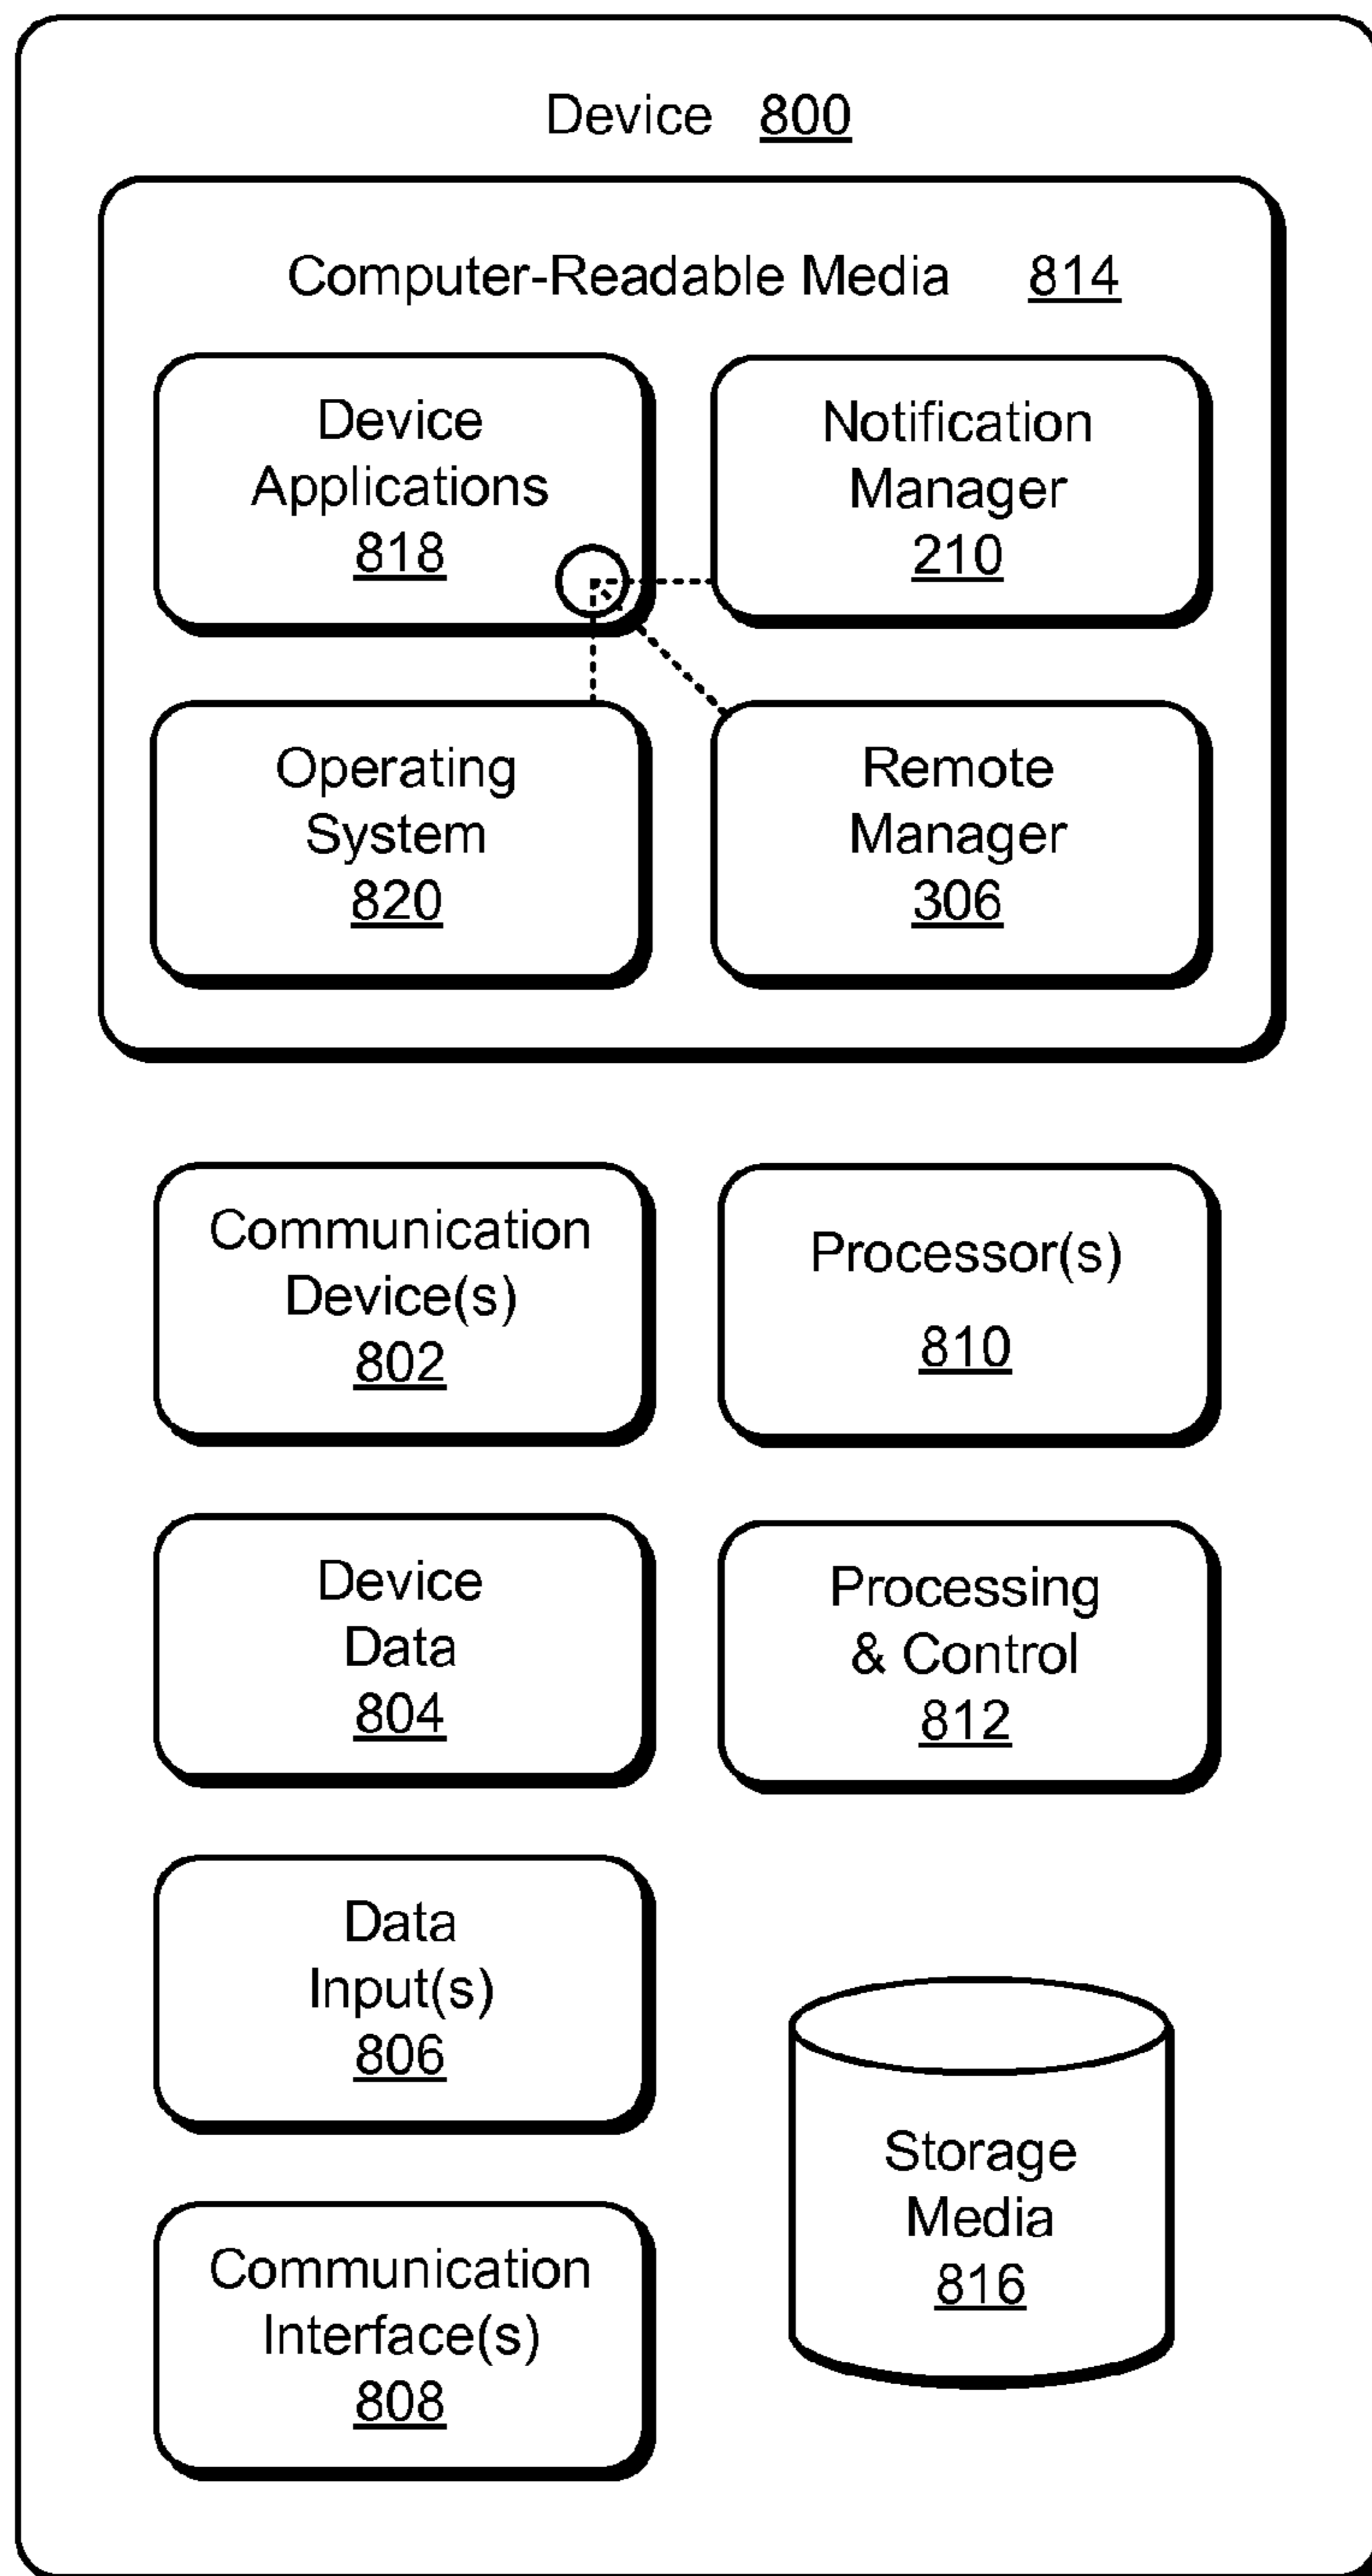 Device 800
Computer-Readable Media 814
Device
Applications
818
Notification
Manager
210
Operating
System
820
Remote
Manager
306
Communication
Device(s)
802
Processor(s)
810
Device
Data
804
Processing
& Control
812
Data
Input(s)
806
Storage
Media
816
Communication
Interface(s)
808